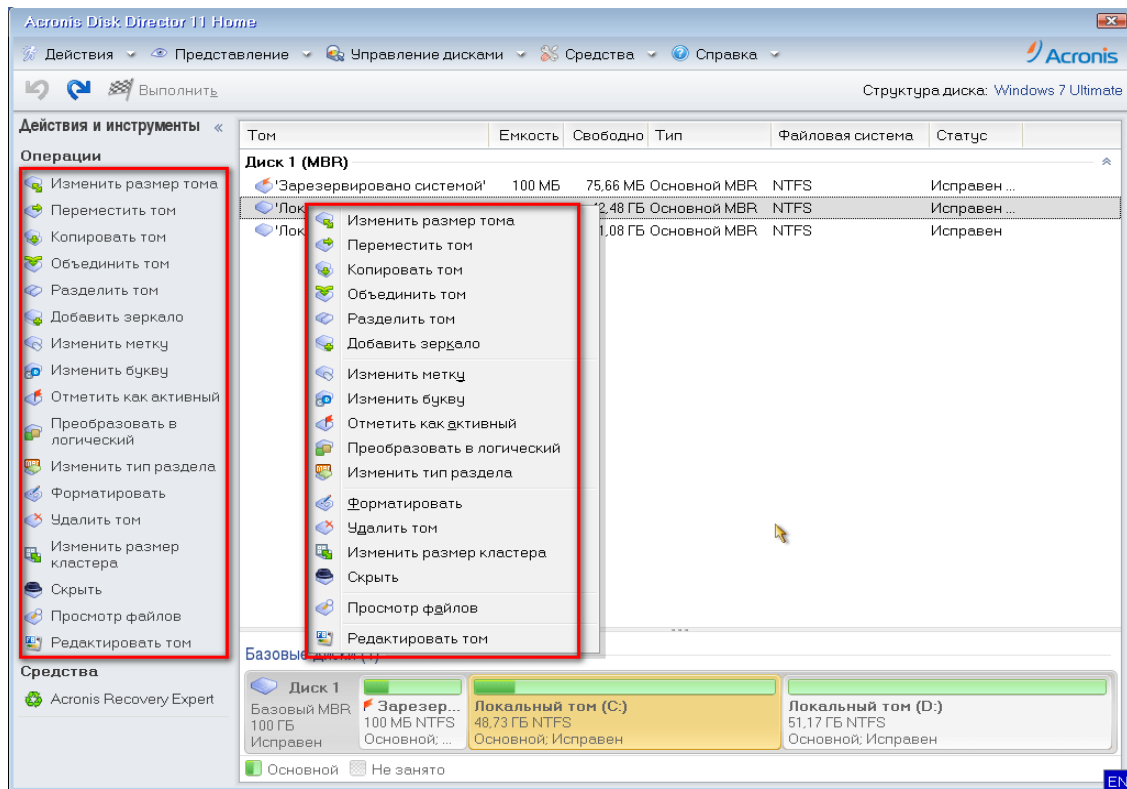 Acronis Disk Director 11 Home
Действия Представление Управление дисками Средства Справка
Acronis
Выполнить
Структура диска: Windows 7 Ultimate
Действия и инструменты «
Операции
Изменить размер тома
Переместить том
Копировать том
Объединить том
Разделить том
Добавить зеркало
Изменить метку
Изменить букву
Отметить как активный
Преобразовать в
логический
Изменить тип раздела
Форматировать
Удалить том
Изменить размер
кластера
Скрыть
Просмотр файлов
Редактировать том
Средства
Acronis Recovery Expert
Том Емкость Свободно Тип Файловая система Статус
Диск 1 (MBR)
'Зарезервировано системой' 100 МБ 75,66 МБ Основной MBR NTFS Исправен ...
'Лок 2,48 ГБ Основной MBR NTFS Исправен ...
'Лок 1,08 ГБ Основной MBR NTFS Исправен
Изменить размер тома
Переместить том
Копировать том
Объединить том
Разделить том
Добавить зеркало
Изменить метку
Изменить букву
Отметить как активный
Преобразовать в логический
Изменить тип раздела
Форматировать
Удалить том
Изменить размер кластера
Скрыть
Просмотр файлов
Редактировать том
Базовые диски (1)
Диск 1
Базовый MBR
100 ГБ
Исправен
Зарезер...
100 МБ NTFS
Основной; ...
Локальный том (C:)
48,73 ГБ NTFS
Основной; Исправен
Локальный том (D:)
51,17 ГБ NTFS
Основной; Исправен
Основной Не занято
EN